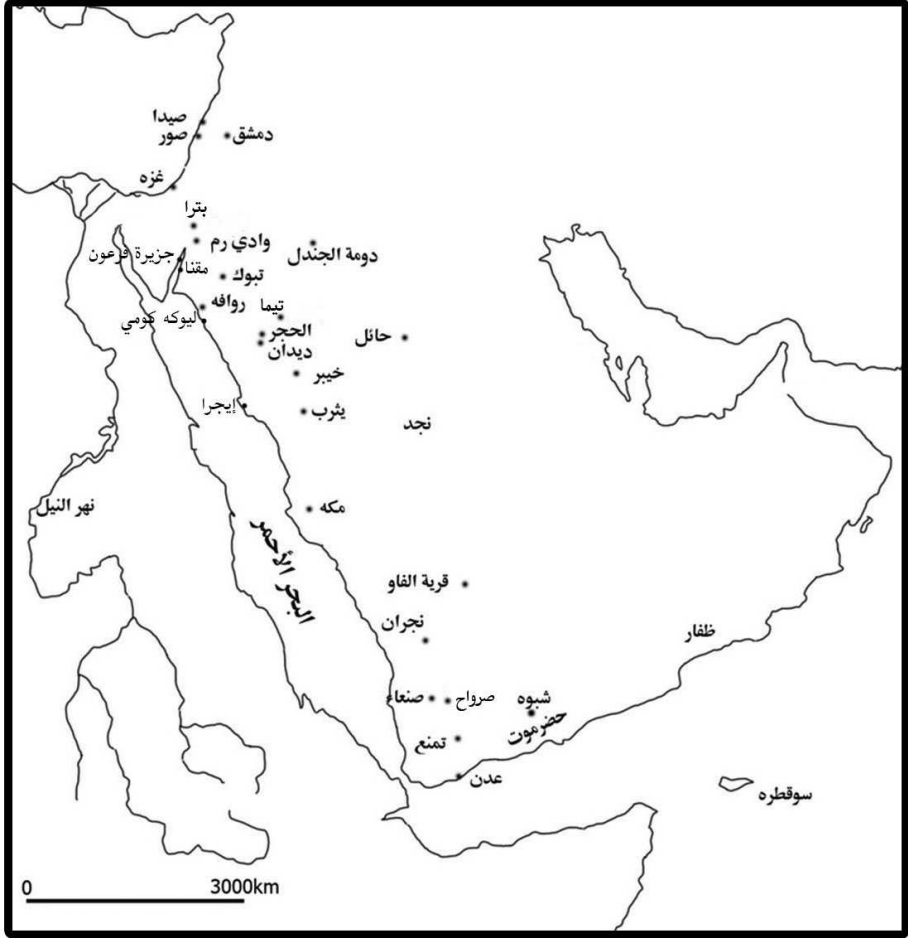 صيدا
صور
دمشق
غزه
بترا
وادي رم
دومة الجندل
جزيرة فرعون
مقنا
تبوك
روافه
تيما
ليوكه كومي
الحجر
حائل
ديدان
خيبر
إيجرا
يثرب
نجد
نهر النيل
مكه
البحر الأحمر
قرية الفاو
نجران
ظفار
صنعاء
صرواح
شبوه
حضرموت
تمنع
عدن
سوقطره
0 3000km